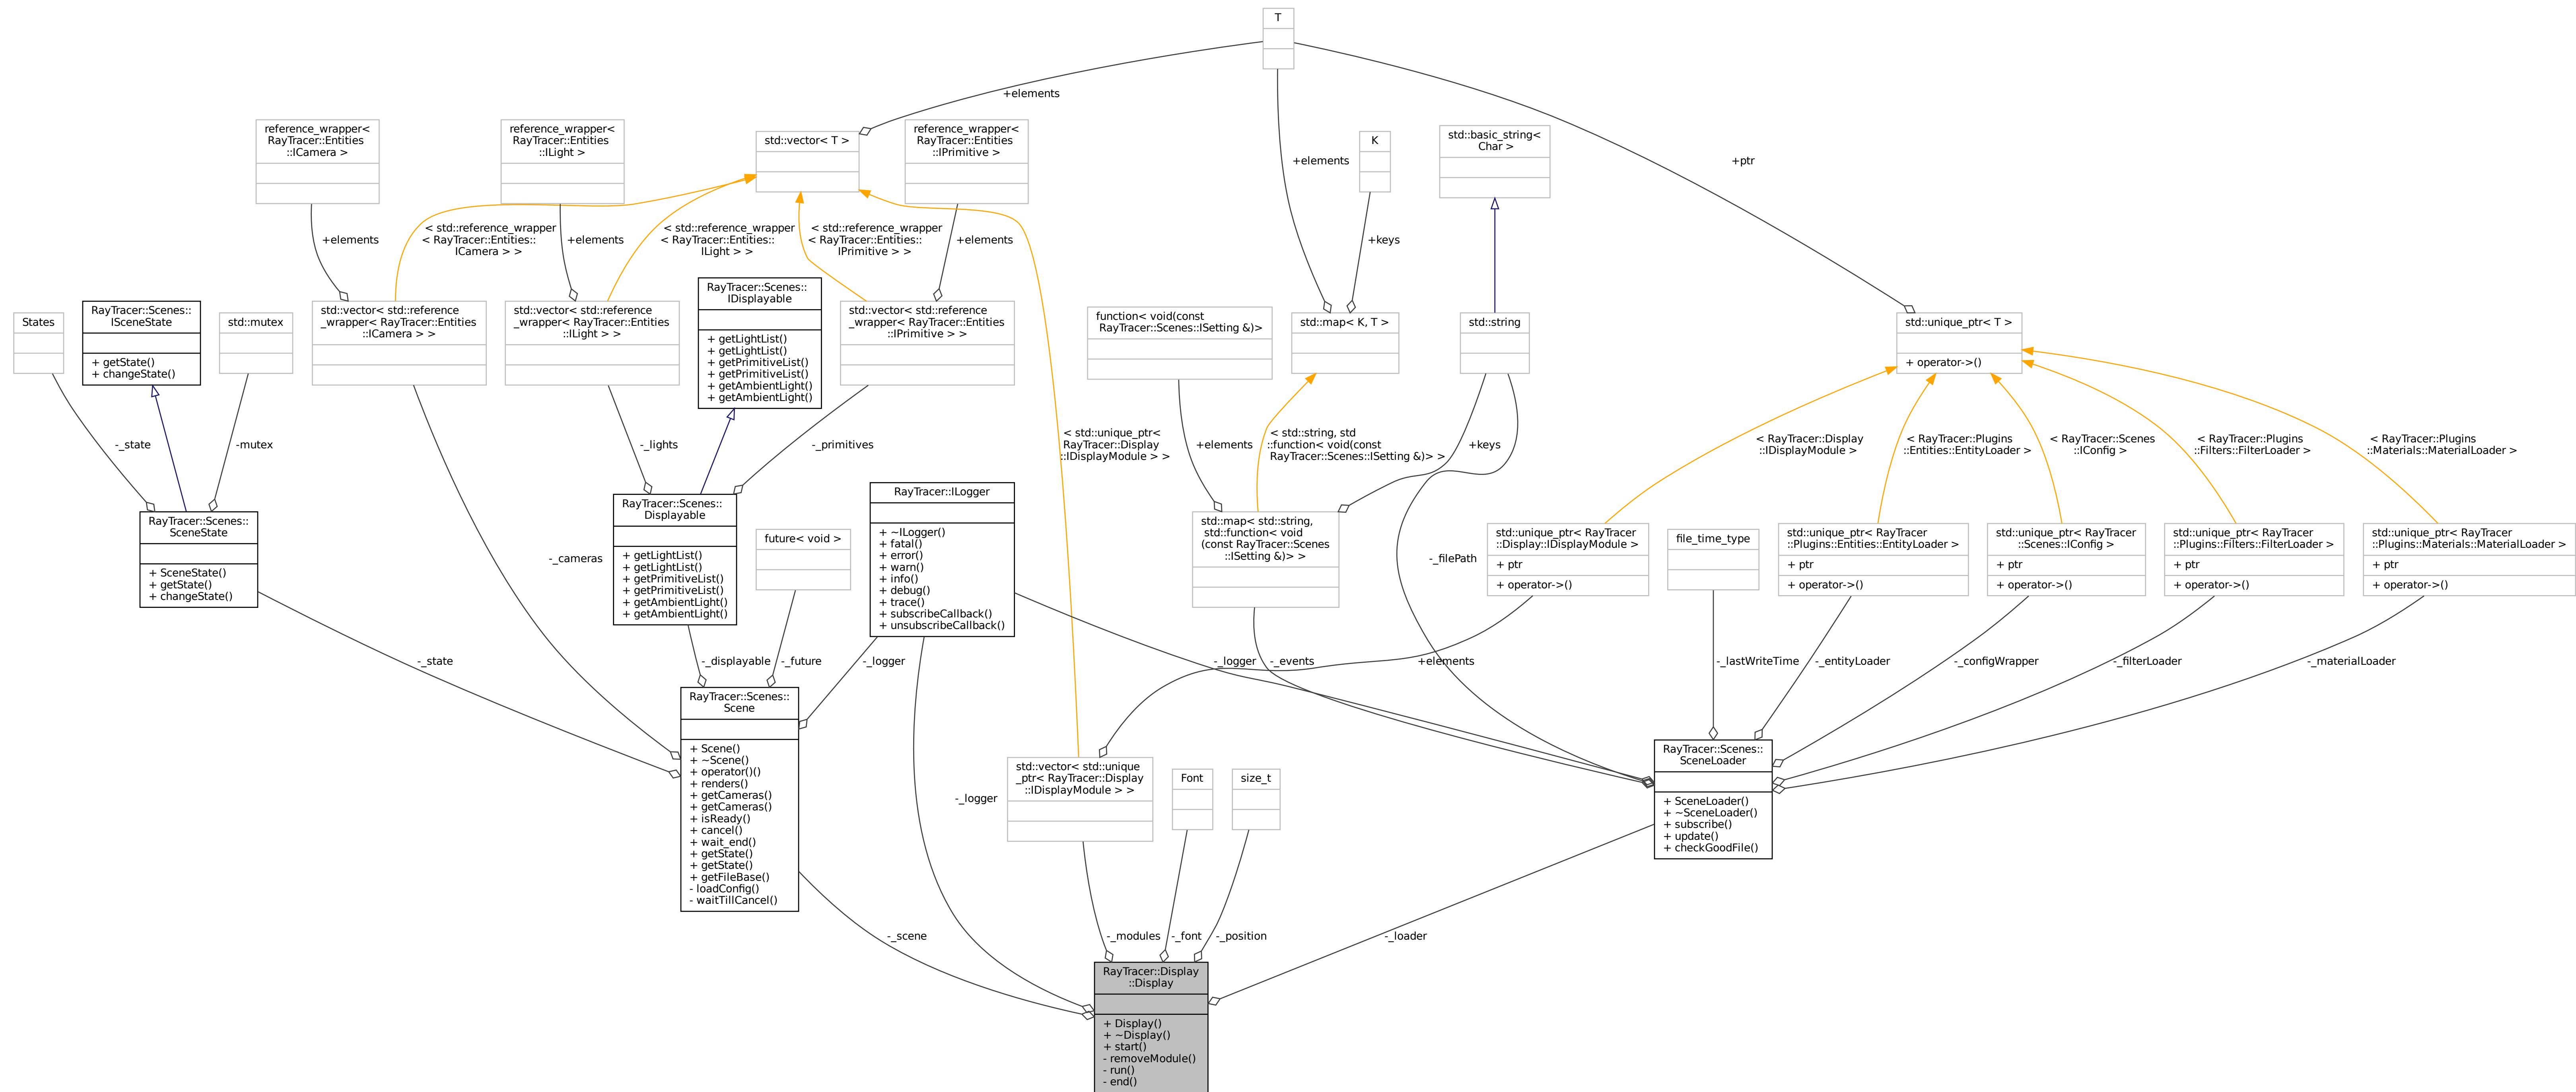 T
+elements
reference_wrapper<
RayTracer::Entities
::ICamera >
reference_wrapper<
RayTracer::Entities
::ILight >
std::vector< T >
reference_wrapper<
RayTracer::Entities
::IPrimitive >
+elements
K
std::basic_string<
Char >
+ptr
+elements
< std::reference_wrapper
< RayTracer::Entities::
ICamera > >
+elements
< std::reference_wrapper
< RayTracer::Entities::
ILight > >
< std::reference_wrapper
< RayTracer::Entities::
IPrimitive > >
+elements
+keys
States
RayTracer::Scenes::
ISceneState
+ getState()
+ changeState()
std::mutex
std::vector< std::reference
_wrapper< RayTracer::Entities
::ICamera > >
std::vector< std::reference
_wrapper< RayTracer::Entities
::ILight > >
RayTracer::Scenes::
IDisplayable
+ getLightList()
+ getLightList()
+ getPrimitiveList()
+ getPrimitiveList()
+ getAmbientLight()
+ getAmbientLight()
std::vector< std::reference
_wrapper< RayTracer::Entities
::IPrimitive > >
function< void(const
RayTracer::Scenes::ISetting &)>
std::map< K, T >
std::string
std::unique_ptr< T >
+ operator->()
-_state
-mutex
-_lights
-_primitives
< std::unique_ptr<
RayTracer::Display
::IDisplayModule > >
+elements
< std::string, std
::function< void(const
RayTracer::Scenes::ISetting &)> >
+keys
< RayTracer::Display
::IDisplayModule >
< RayTracer::Plugins
::Entities::EntityLoader >
< RayTracer::Scenes
::IConfig >
< RayTracer::Plugins
::Filters::FilterLoader >
< RayTracer::Plugins
::Materials::MaterialLoader >
RayTracer::Scenes::
SceneState
+ SceneState()
+ getState()
+ changeState()
-_cameras
RayTracer::Scenes::
Displayable
+ getLightList()
+ getLightList()
+ getPrimitiveList()
+ getPrimitiveList()
+ getAmbientLight()
+ getAmbientLight()
future< void >
RayTracer::ILogger
+ ~ILogger()
+ fatal()
+ error()
+ warn()
+ info()
+ debug()
+ trace()
+ subscribeCallback()
+ unsubscribeCallback()
std::map< std::string,
std::function< void
(const RayTracer::Scenes
::ISetting &)> >
-_filePath
std::unique_ptr< RayTracer
::Display::IDisplayModule >
+ ptr
+ operator->()
file_time_type
std::unique_ptr< RayTracer
::Plugins::Entities::EntityLoader >
+ ptr
+ operator->()
std::unique_ptr< RayTracer
::Scenes::IConfig >
+ ptr
+ operator->()
std::unique_ptr< RayTracer
::Plugins::Filters::FilterLoader >
+ ptr
+ operator->()
std::unique_ptr< RayTracer
::Plugins::Materials::MaterialLoader >
+ ptr
+ operator->()
-_state
-_displayable
-_future
-_logger
-_logger
-_events
+elements
-_lastWriteTime
-_entityLoader
-_configWrapper
-_filterLoader
-_materialLoader
RayTracer::Scenes::
Scene
+ Scene()
+ ~Scene()
+ operator()()
+ renders()
+ getCameras()
+ getCameras()
+ isReady()
+ cancel()
+ wait_end()
+ getState()
+ getState()
+ getFileBase()
- loadConfig()
- waitTillCancel()
-_logger
std::vector< std::unique
_ptr< RayTracer::Display
::IDisplayModule > >
Font
size_t
RayTracer::Scenes::
SceneLoader
+ SceneLoader()
+ ~SceneLoader()
+ subscribe()
+ update()
+ checkGoodFile()
-_scene
-_modules
-_font
-_position
-_loader
RayTracer::Display
::Display
+ Display()
+ ~Display()
+ start()
- removeModule()
- run()
- end()